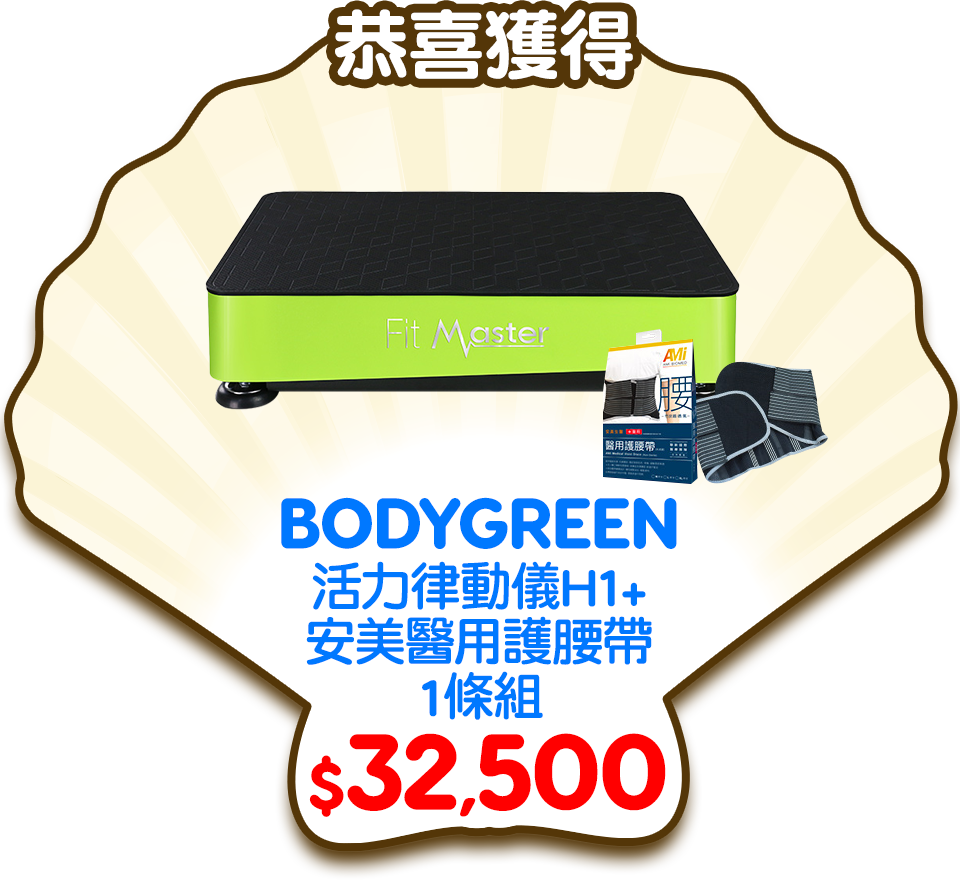 恭喜獲得
Fit Master
AMi
腰
醫用護腰帶
BODYGREEN
活力律動儀H1+
安美醫用護腰帶
1條組
$32,500